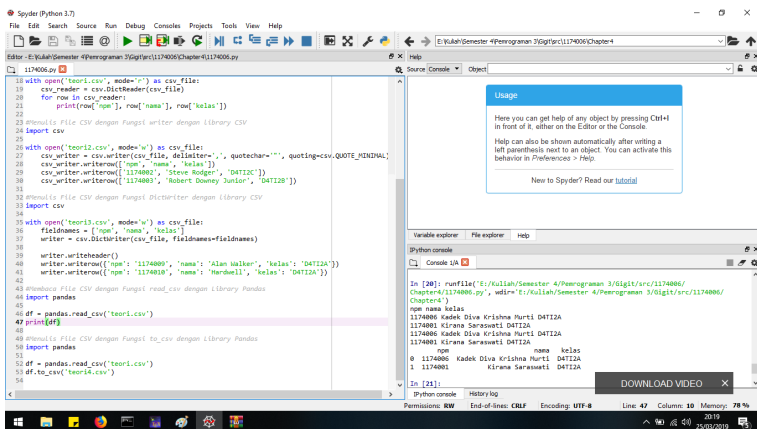 Spyder (Python 3.7)
File Edit Search Source Run Debug Consoles Projects Tools View Help
E:\Kuliah\Semester 4\Pemrograman 3\Gigit\src\1174006\Chapter4
Editor - E:\Kuliah\Semester 4\Pemrograman 3\Gigit\src\1174006\Chapter4\1174006.py
1174006.py
18 with open('teori.csv', mode='r') as csv_file:
19     csv_reader = csv.DictReader(csv_file)
20     for row in csv_reader:
21         print(row['npm'], row['nama'], row['kelas'])
22
23 #Menulis File CSV dengan Fungsi writer dengan library CSV
24 import csv
25
26 with open('teori2.csv', mode='w') as csv_file:
27     csv_writer = csv.writer(csv_file, delimiter=',', quotechar='"', quoting=csv.QUOTE_MINIMAL)
28     csv_writer.writerow(['npm', 'nama', 'kelas'])
29     csv_writer.writerow(['1174002', 'Steve Rodger', 'D4TI2C'])
30     csv_writer.writerow(['1174003', 'Robert Downey Junior', 'D4TI2B'])
31
32 #Menulis File CSV dengan Fungsi DictWriter dengan library CSV
33 import csv
34
35 with open('teori3.csv', mode='w') as csv_file:
36     fieldnames = ['npm', 'nama', 'kelas']
37     writer = csv.DictWriter(csv_file, fieldnames=fieldnames)
38
39     writer.writeheader()
40     writer.writerow({'npm': '1174009', 'nama': 'Alan Walker', 'kelas': 'D4TI2A'})
41     writer.writerow({'npm': '1174010', 'nama': 'Hardwell', 'kelas': 'D4TI2A'})
42
43 #Membaca File CSV dengan Fungsi read_csv dengan Library Pandas
44 import pandas
45
46 df = pandas.read_csv('teori.csv')
47 print(df)
48
49 #Menulis File CSV dengan Fungsi to_csv dengan Library Pandas
50 import pandas
51
52 df = pandas.read_csv('teori.csv')
53 df.to_csv('teori4.csv')
54
Help
Source Console Object
Usage
Here you can get help of any object by pressing Ctrl+I
in front of it, either on the Editor or the Console.
Help can also be shown automatically after writing a
left parenthesis next to an object. You can activate this
behavior in Preferences > Help.
New to Spyder? Read our tutorial
Variable explorer File explorer Help
IPython console
Console 1/A
In [20]: runfile('E:/Kuliah/Semester 4/Pemrograman 3/Gigit/src/1174006/
Chapter4/1174006.py', wdir='E:/Kuliah/Semester 4/Pemrograman 3/Gigit/src/1174006/
Chapter4')
npm nama kelas
1174006 Kadek Diva Krishna Murti D4TI2A
1174001 Kirana Saraswati D4TI2A
1174006 Kadek Diva Krishna Murti D4TI2A
1174001 Kirana Saraswati D4TI2A
npm nama kelas
0 1174006 Kadek Diva Krishna Murti D4TI2A
1 1174001 Kirana Saraswati D4TI2A
In [21]:
DOWNLOAD VIDEO
IPython console History log
Permissions: RW End-of-lines: CRLF Encoding: UTF-8 Line: 47 Column: 10 Memory: 78 %
20:19
25/03/2019